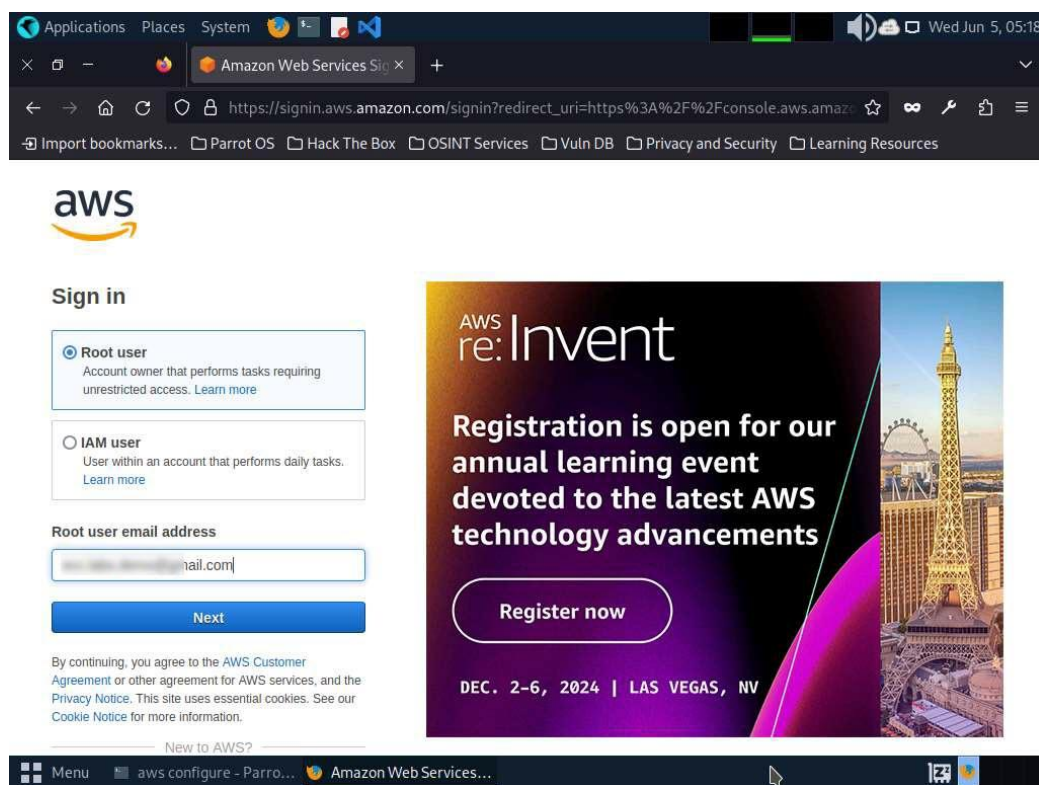 Applications Places System
Wed Jun 5, 05:18
Amazon Web Services Sig
https://signin.aws.amazon.com/signin?redirect_uri=https%3A%2F%2Fconsole.aws.amazo
Import bookmarks... Parrot OS Hack The Box OSINT Services Vuln DB Privacy and Security Learning Resources
aws
Sign in
Root user
Account owner that performs tasks requiring
unrestricted access. Learn more
IAM user
User within an account that performs daily tasks.
Learn more
Root user email address
ail.com
Next
By continuing, you agree to the AWS Customer
Agreement or other agreement for AWS services, and the
Privacy Notice. This site uses essential cookies. See our
Cookie Notice for more information.
New to AWS?
AWS
re:Invent
Registration is open for our
annual learning event
devoted to the latest AWS
technology advancements
Register now
DEC. 2-6, 2024 | LAS VEGAS, NV
Menu aws configure - Parro... Amazon Web Services...